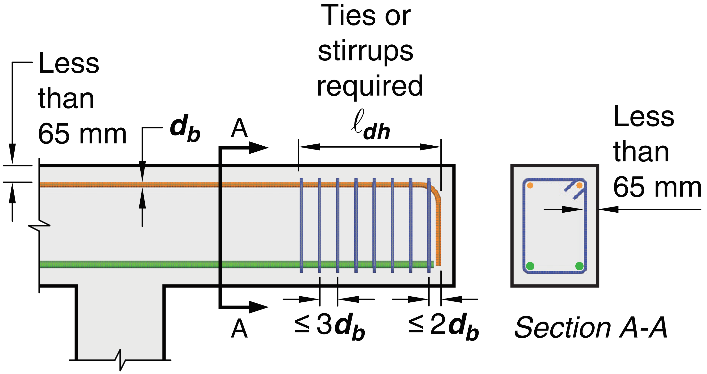 Less
than
65 mm
d_b
A
Ties or
stirrups
required
ℓ_dh
Less
than
65 mm
A
≤ 3d_b
≤ 2d_b
Section A-A